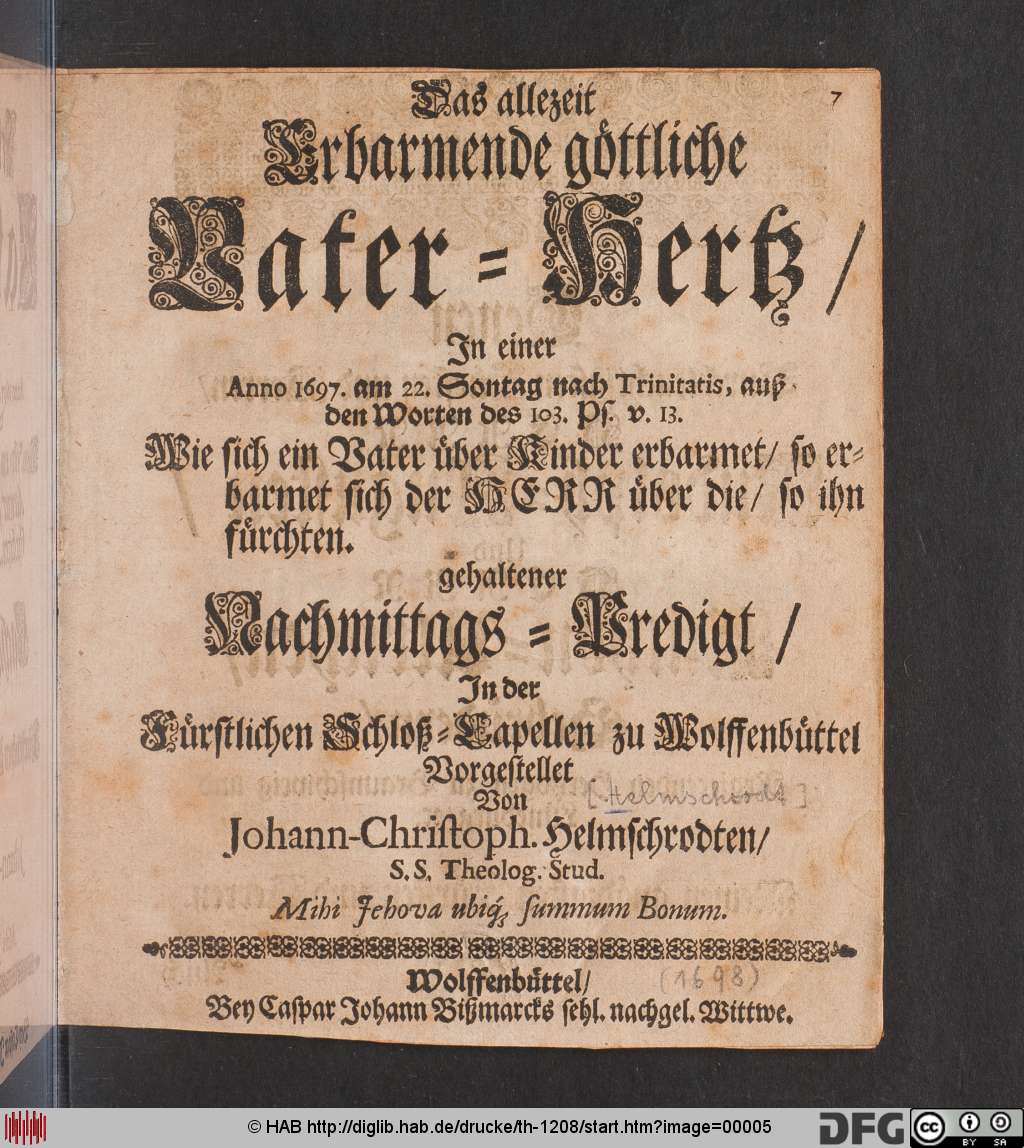 7
Das allezeit
Erbarmende göttliche
Vater-Hertz/
In einer
Anno 1697. am 22. Sontag nach Trinitatis, auß
den Worten des 103. Pſ. v. 13.
Wie ſich ein Vater über Kinder erbarmet/ ſo er-
barmet ſich der HERR über die/ ſo ihn
fürchten.
gehaltener
Nachmittags-Predigt/
In der
Fürſtlichen Schloß-Capellen zu Wolffenbüttel
Vorgeſtellet
Von [Helmschrodt]
Johann-Chriſtoph. Helmſchrodten/
S.S. Theolog. Stud.
Mihi Jehova ubiq́; ſummum Bonum.
Wolffenbüttel/ (1698)
Bey Caſpar Johann Bißmarcks ſehl. nachgel. Wittwe.
© HAB http://diglib.hab.de/drucke/th-1208/start.htm?image=00005
DFG
cc BY SA